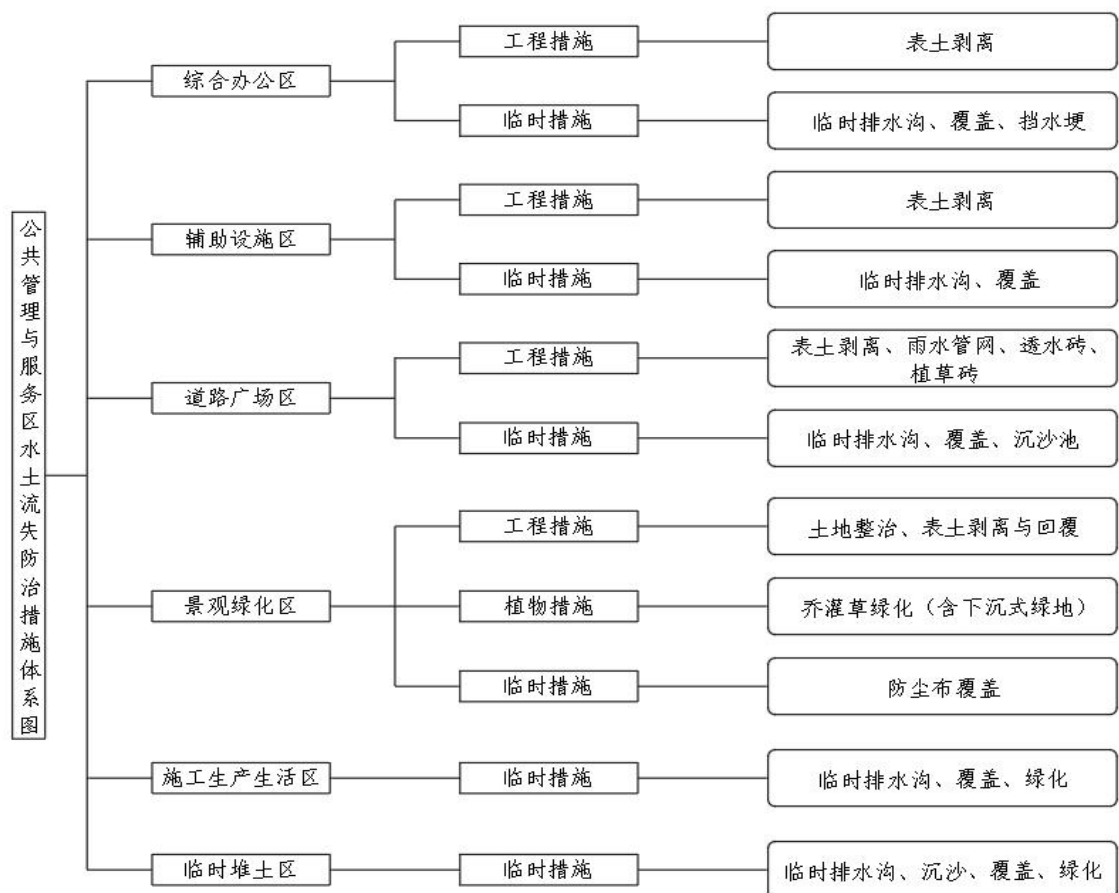 公共管理与服务区水土流失防治措施体系图
综合办公区
工程措施
表土剥离
临时措施
临时排水沟、覆盖、挡水埂
辅助设施区
工程措施
表土剥离
临时措施
临时排水沟、覆盖
道路广场区
工程措施
表土剥离、雨水管网、透水砖、
植草砖
临时措施
临时排水沟、覆盖、沉沙池
景观绿化区
工程措施
土地整治、表土剥离与回覆
植物措施
乔灌草绿化（含下沉式绿地）
临时措施
防尘布覆盖
施工生产生活区
临时措施
临时排水沟、覆盖、绿化
临时堆土区
临时措施
临时排水沟、沉沙、覆盖、绿化